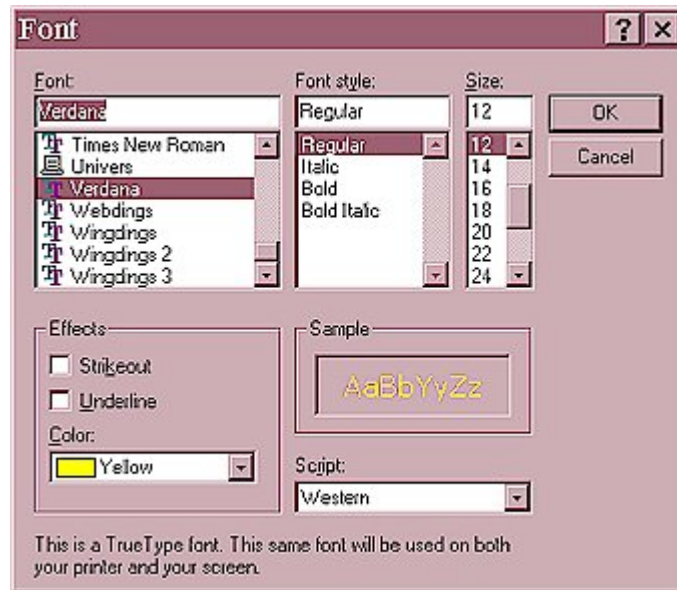 Font
Font:
Verdana
Times New Roman
Univers
Verdana
Webdings
Wingdings
Wingdings 2
Wingdings 3
Font style:
Regular
Regular
Italic
Bold
Bold Italic
Size:
12
12
14
16
18
20
22
24
OK
Cancel
Effects
Strikeout
Underline
Color:
Yellow
Sample
AaBbYyZz
Script:
Western
This is a TrueType font. This same font will be used on both
your printer and your screen.